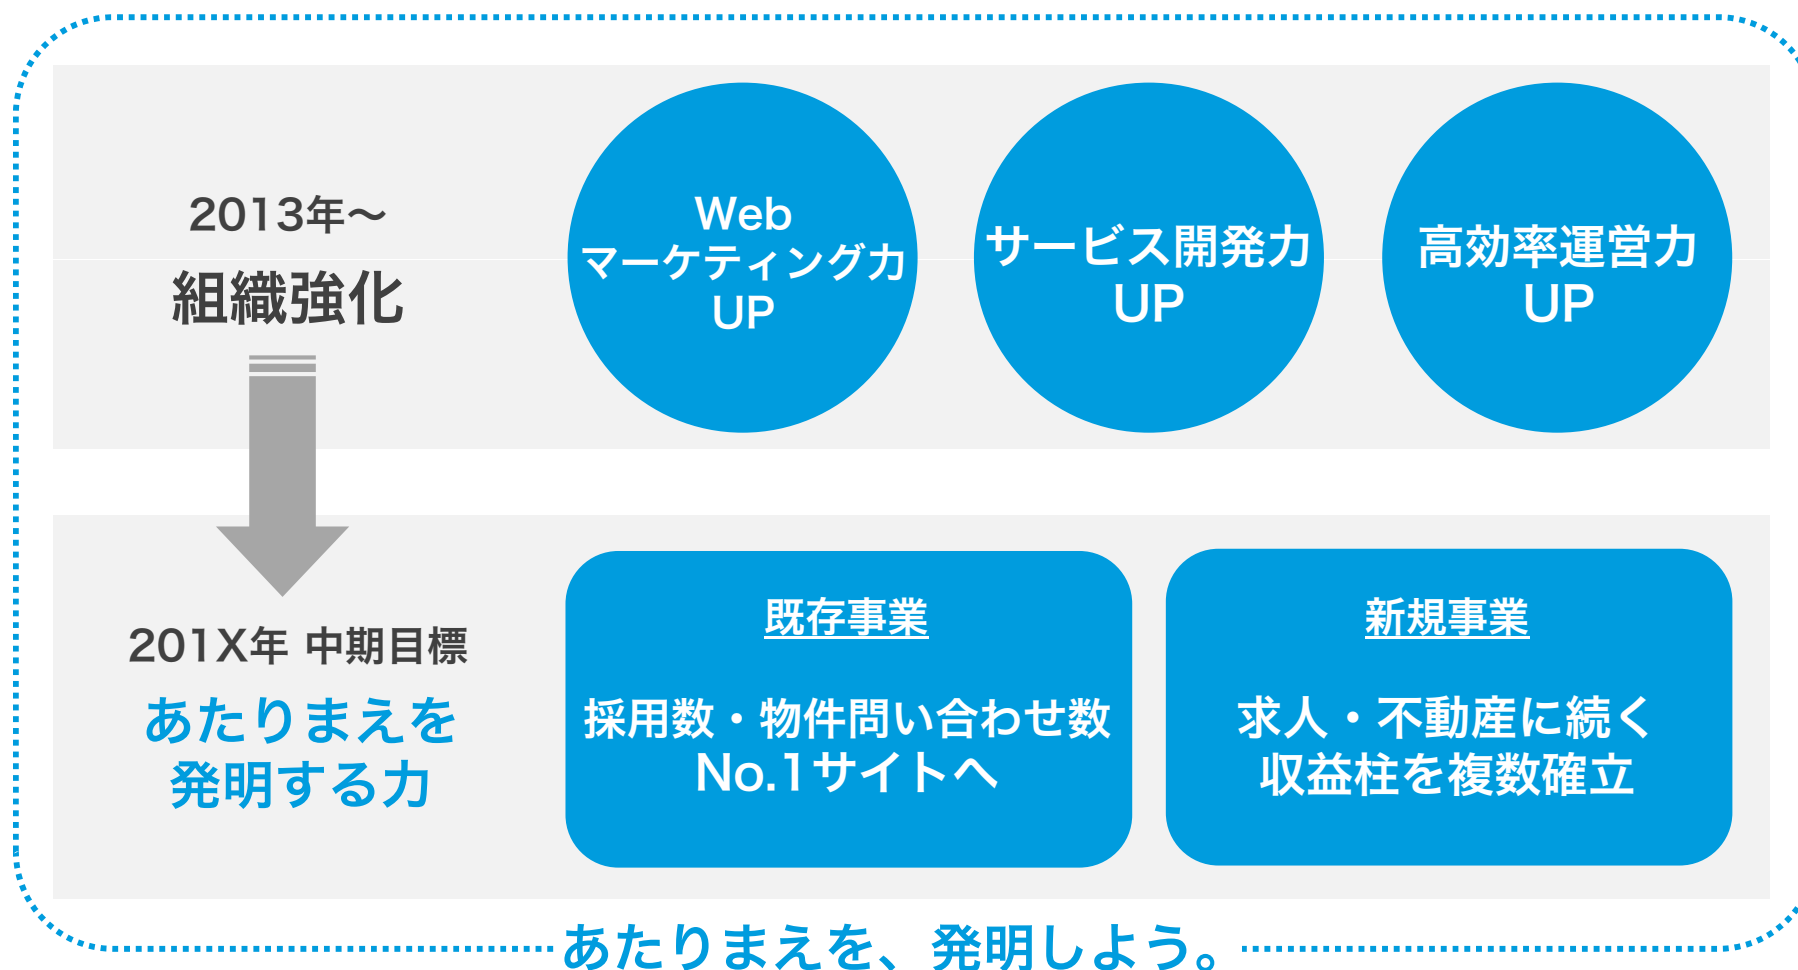 2013年～
組織強化
Web
マーケティング力
UP
サービス開発力
UP
高効率運営力
UP
201X年 中期目標
あたりまえを
発明する力
既存事業
採用数・物件問い合わせ数
No.1サイトへ
新規事業
求人・不動産に続く
収益柱を複数確立
あたりまえを、発明しよう。